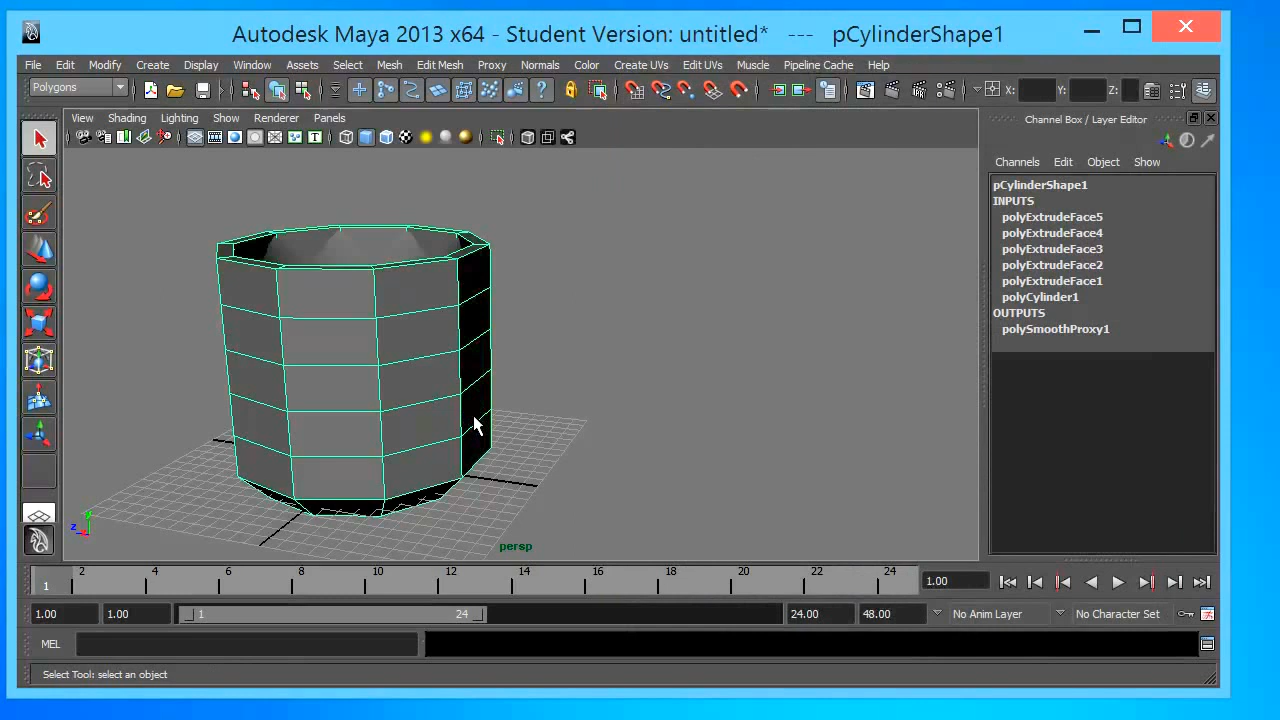 Autodesk Maya 2013 x64 - Student Version: untitled* --- pCylinderShape1
File Edit Modify Create Display Window Assets Select Mesh Edit Mesh Proxy Normals Color Create UVs Edit UVs Muscle Pipeline Cache Help
Polygons X: Y: Z:
View Shading Lighting Show Renderer Panels
Channel Box / Layer Editor
Channels Edit Object Show
pCylinderShape1
INPUTS
polyExtrudeFace5
polyExtrudeFace4
polyExtrudeFace3
polyExtrudeFace2
polyExtrudeFace1
polyCylinder1
OUTPUTS
polySmoothProxy1
y
z
persp
1 2 4 6 8 10 12 14 16 18 20 22 24 1.00
1.00 1.00 1 24 24.00 48.00 No Anim Layer No Character Set
MEL
Select Tool: select an object